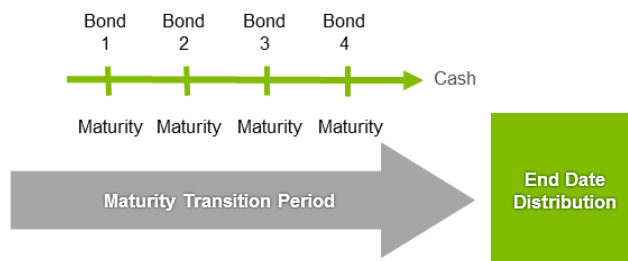 Bond Bond Bond Bond
1 2 3 4
Cash
Maturity Maturity Maturity Maturity
Maturity Transition Period
End Date
Distribution